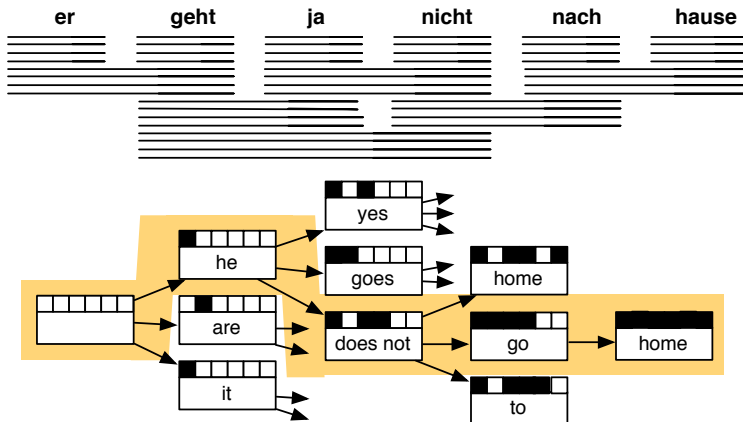 er geht ja nicht nach hause
yes
he
goes
home
are
does not
go
home
it
to